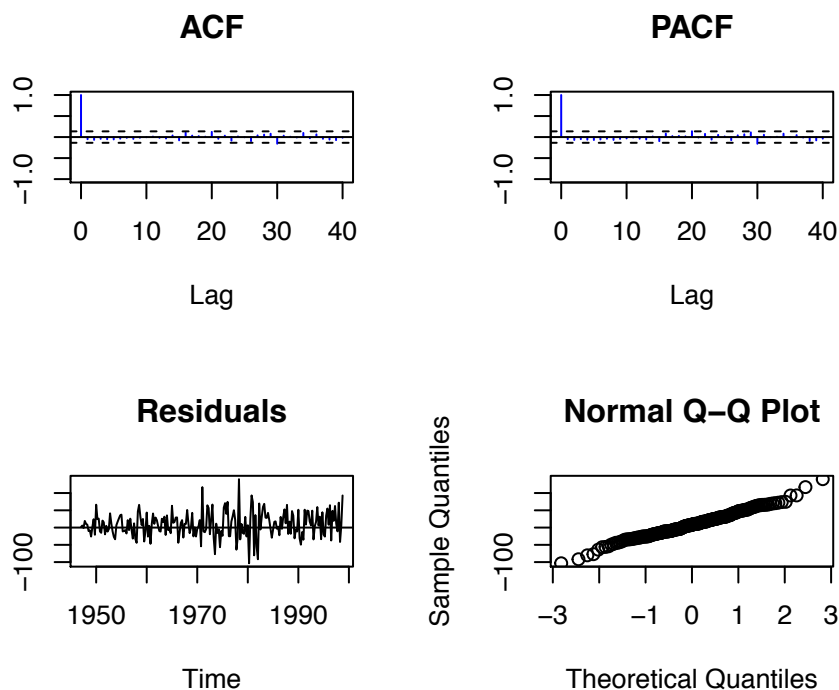 ACF
1.0
−1.0
0 10 20 30 40
Lag
PACF
1.0
−1.0
0 10 20 30 40
Lag
Residuals
−100
1950 1970 1990
Time
Normal Q−Q Plot
Sample Quantiles
−100
−3 −1 0 1 2 3
Theoretical Quantiles